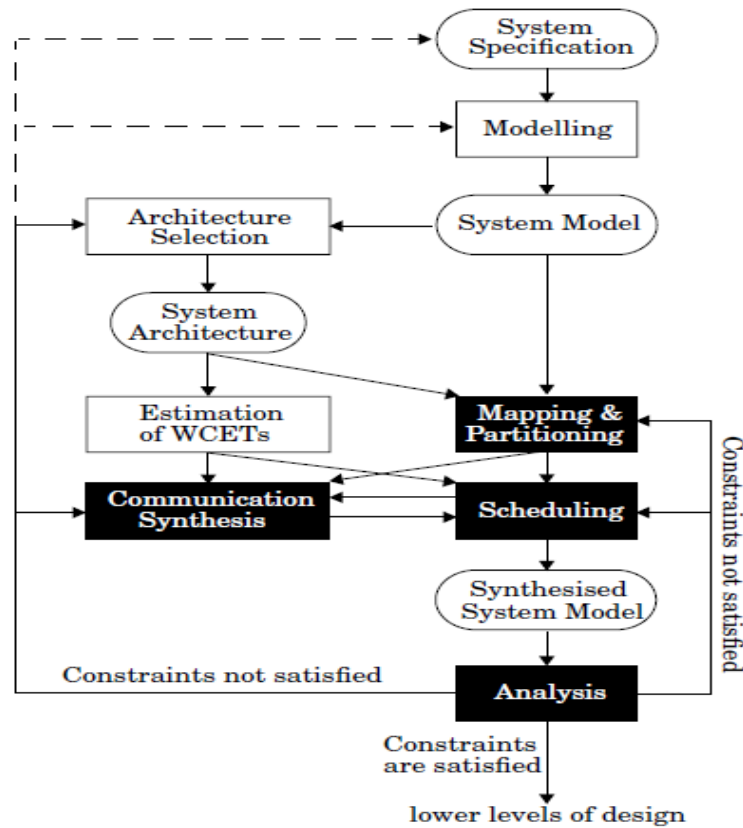 System
Specification
Modelling
Architecture
Selection
System Model
System
Architecture
Estimation
of WCETs
Mapping &
Partitioning
Communication
Synthesis
Scheduling
Synthesised
System Model
Constraints not satisfied
Constraints not satisfied
Analysis
Constraints
are satisfied
lower levels of design